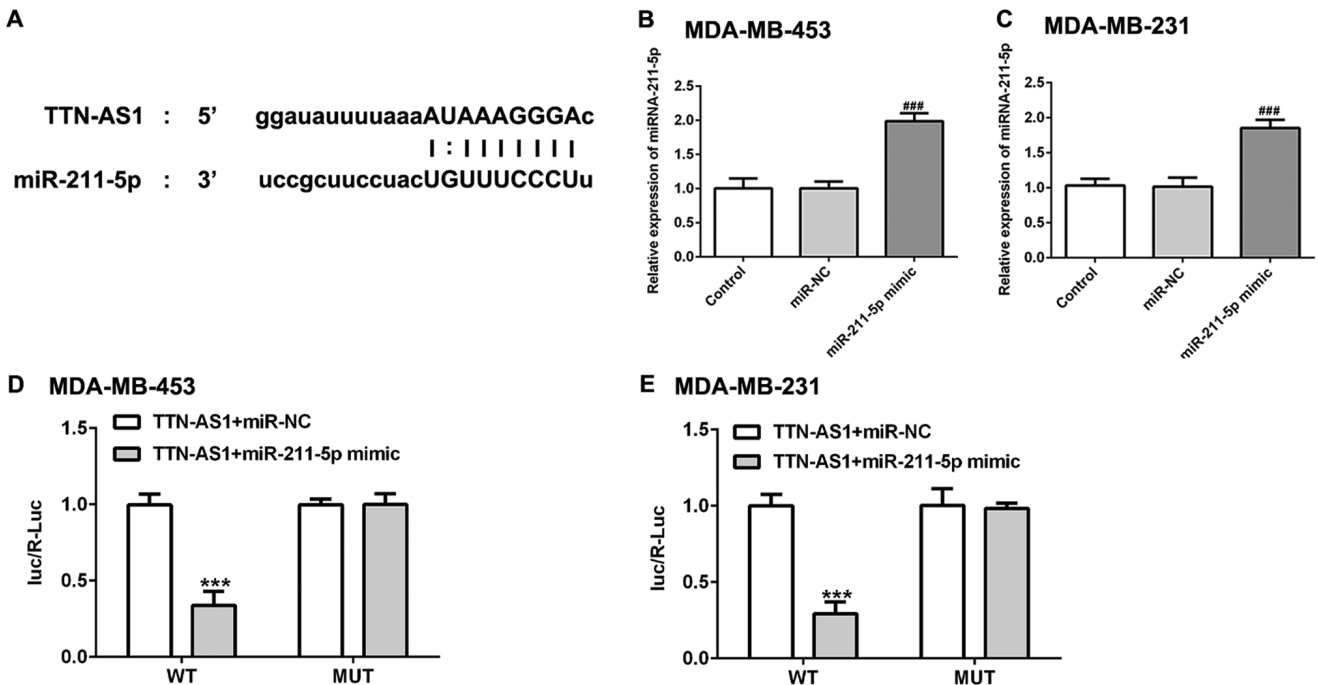 A
TTN-AS1 : 5’ ggauauuuuaaaAUAAAGGGAc
| : | | | | | | |
miR-211-5p : 3’ uccgcuuccuacUGUUUCCCUu
B
MDA-MB-453
Relative expression of miRNA-211-5p
2.5
2.0
1.5
1.0
0.5
0.0
###
Control
miR-NC
miR-211-5p mimic
C
MDA-MB-231
Relative expression of miRNA-211-5p
2.5
2.0
1.5
1.0
0.5
0.0
###
Control
miR-NC
miR-211-5p mimic
D
MDA-MB-453
TTN-AS1+miR-NC
TTN-AS1+miR-211-5p mimic
luc/R-Luc
1.5
1.0
0.5
0.0
***
WT
MUT
E
MDA-MB-231
TTN-AS1+miR-NC
TTN-AS1+miR-211-5p mimic
luc/R-Luc
1.5
1.0
0.5
0.0
***
WT
MUT